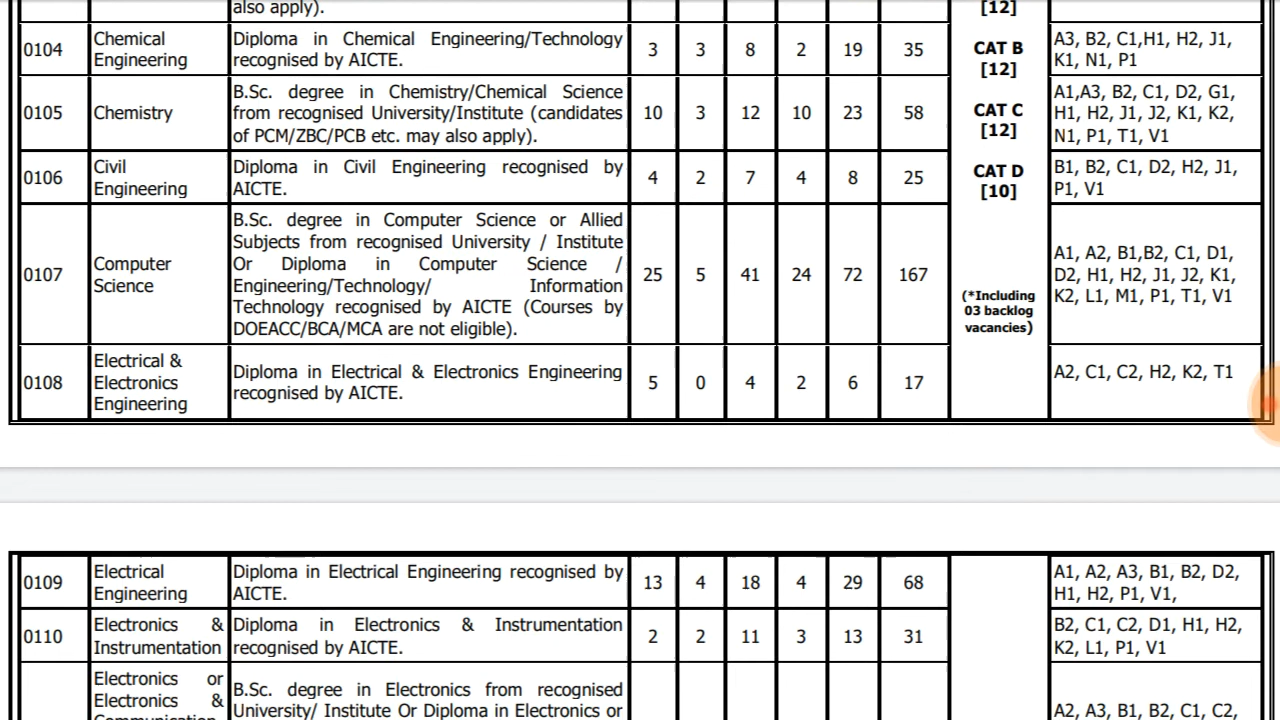 also apply).
[12]
0104
Chemical
Engineering
Diploma in Chemical Engineering/Technology
recognised by AICTE.
3 3 8 2 19 35
CAT B
[12]
A3, B2, C1,H1, H2, J1,
K1, N1, P1
0105
Chemistry
B.Sc. degree in Chemistry/Chemical Science
from recognised University/Institute (candidates
of PCM/ZBC/PCB etc. may also apply).
10 3 12 10 23 58
CAT C
[12]
A1,A3, B2, C1, D2, G1,
H1, H2, J1, J2, K1, K2,
N1, P1, T1, V1
0106
Civil
Engineering
Diploma in Civil Engineering recognised by
AICTE.
4 2 7 4 8 25
CAT D
[10]
B1, B2, C1, D2, H2, J1,
P1, V1
0107
Computer
Science
B.Sc. degree in Computer Science or Allied
Subjects from recognised University / Institute
Or Diploma in Computer Science /
Engineering/Technology/ Information
Technology recognised by AICTE (Courses by
DOEACC/BCA/MCA are not eligible).
25 5 41 24 72 167
(*Including
03 backlog
vacancies)
A1, A2, B1,B2, C1, D1,
D2, H1, H2, J1, J2, K1,
K2, L1, M1, P1, T1, V1
0108
Electrical &
Electronics
Engineering
Diploma in Electrical & Electronics Engineering
recognised by AICTE.
5 0 4 2 6 17
A2, C1, C2, H2, K2, T1
0109
Electrical
Engineering
Diploma in Electrical Engineering recognised by
AICTE.
13 4 18 4 29 68
A1, A2, A3, B1, B2, D2,
H1, H2, P1, V1,
0110
Electronics &
Instrumentation
Diploma in Electronics & Instrumentation
recognised by AICTE.
2 2 11 3 13 31
B2, C1, C2, D1, H1, H2,
K2, L1, P1, V1
Electronics or
Electronics &
Communication
B.Sc. degree in Electronics from recognised
University/ Institute Or Diploma in Electronics or
A2, A3, B1, B2, C1, C2,